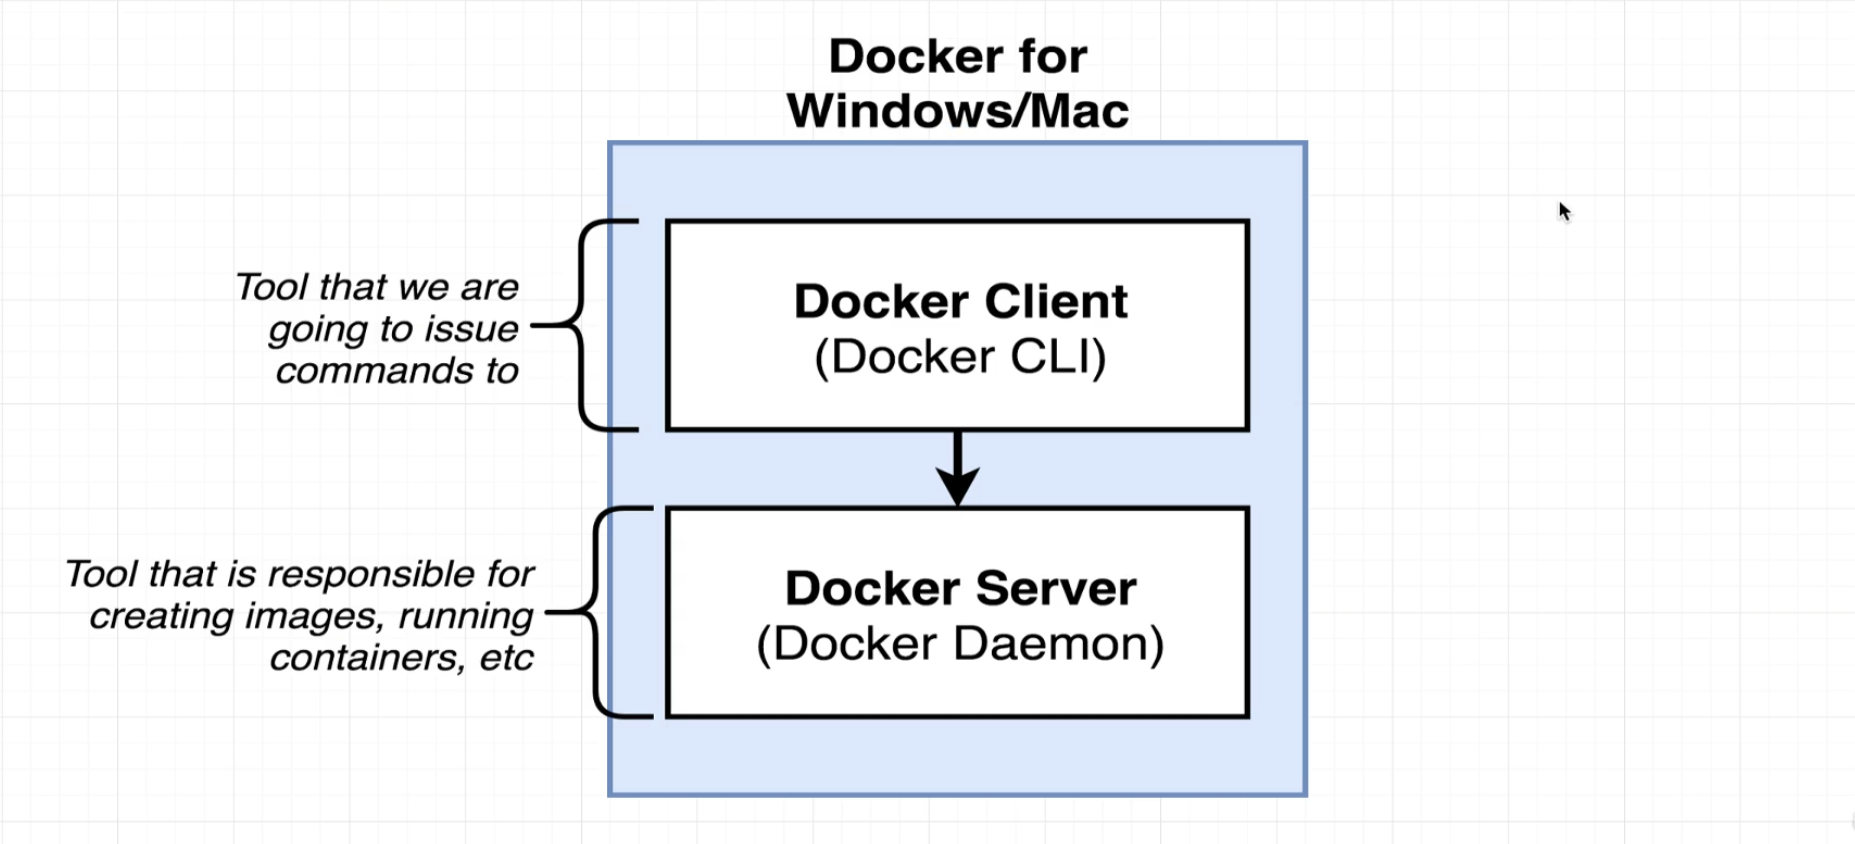 Docker for
Windows/Mac
Tool that we are
going to issue
commands to
Docker Client
(Docker CLI)
Tool that is responsible for
creating images, running
containers, etc
Docker Server
(Docker Daemon)